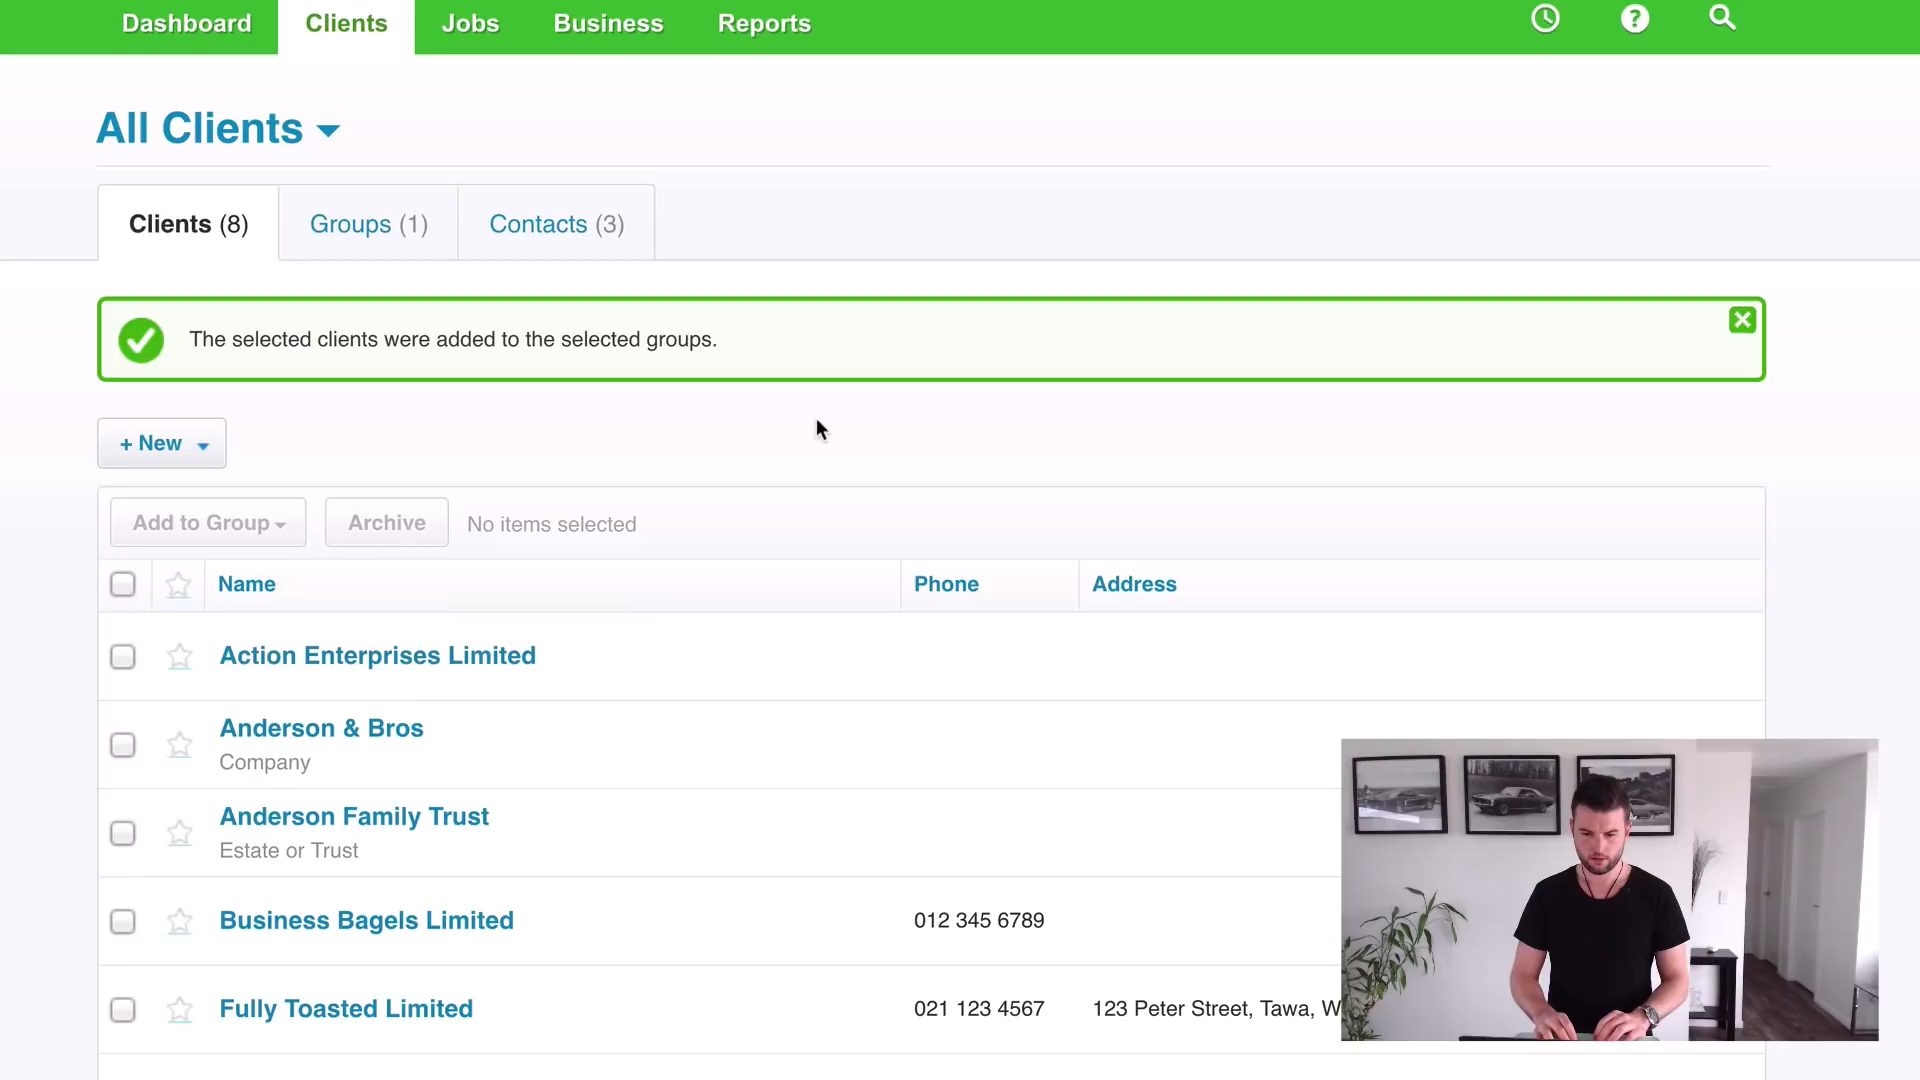 Dashboard
Clients
Jobs
Business
Reports
?
All Clients
Clients (8)
Groups (1)
Contacts (3)
The selected clients were added to the selected groups.
+ New
Add to Group
Archive
No items selected
Name
Phone
Address
Action Enterprises Limited
Anderson & Bros
Company
Anderson Family Trust
Estate or Trust
Business Bagels Limited
012 345 6789
Fully Toasted Limited
021 123 4567
123 Peter Street, Tawa, W